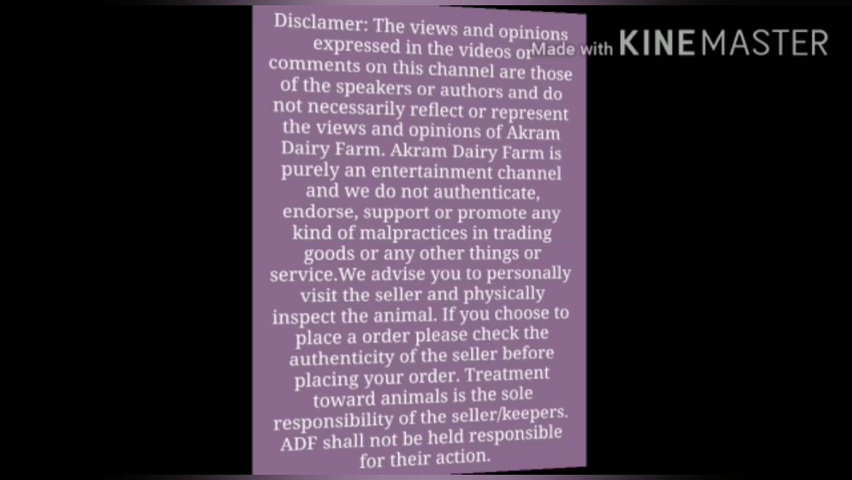 Disclamer: The views and opinions
expressed in the videos or
comments on this channel are those
of the speakers or authors and do
not necessarily reflect or represent
the views and opinions of Akram
Dairy Farm. Akram Dairy Farm is
purely an entertainment channel
and we do not authenticate,
endorse, support or promote any
kind of malpractices in trading
goods or any other things or
service.We advise you to personally
visit the seller and physically
inspect the animal. If you choose to
place a order please check the
authenticity of the seller before
placing your order. Treatment
toward animals is the sole
responsibility of the seller/keepers.
ADF shall not be held responsible
for their action.
Made with KINEMASTER